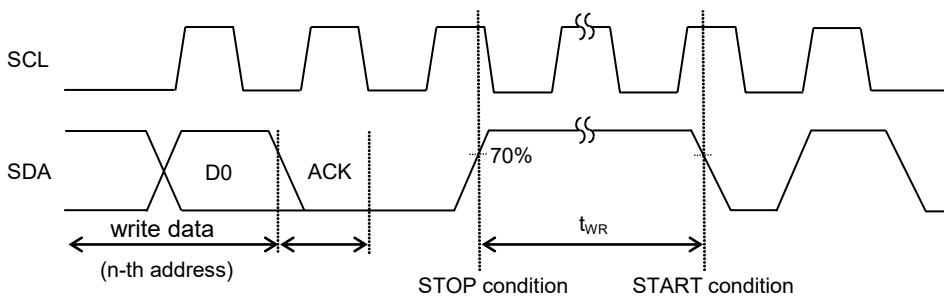 SCL
SDA
D0
ACK
70%
write data
(n-th address)
tWR
STOP condition
START condition